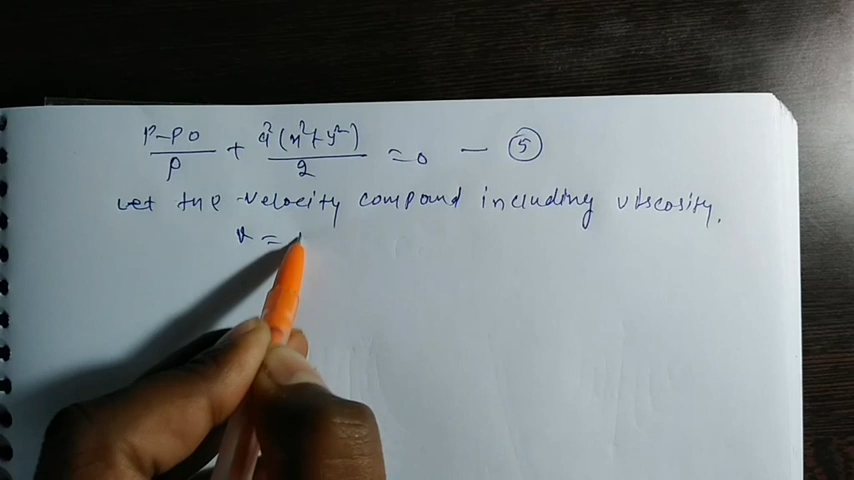 P-P0/ρ + a²(x²+y²)/2 = 0 — (5)
Let the velocity compound including viscosity.
u =